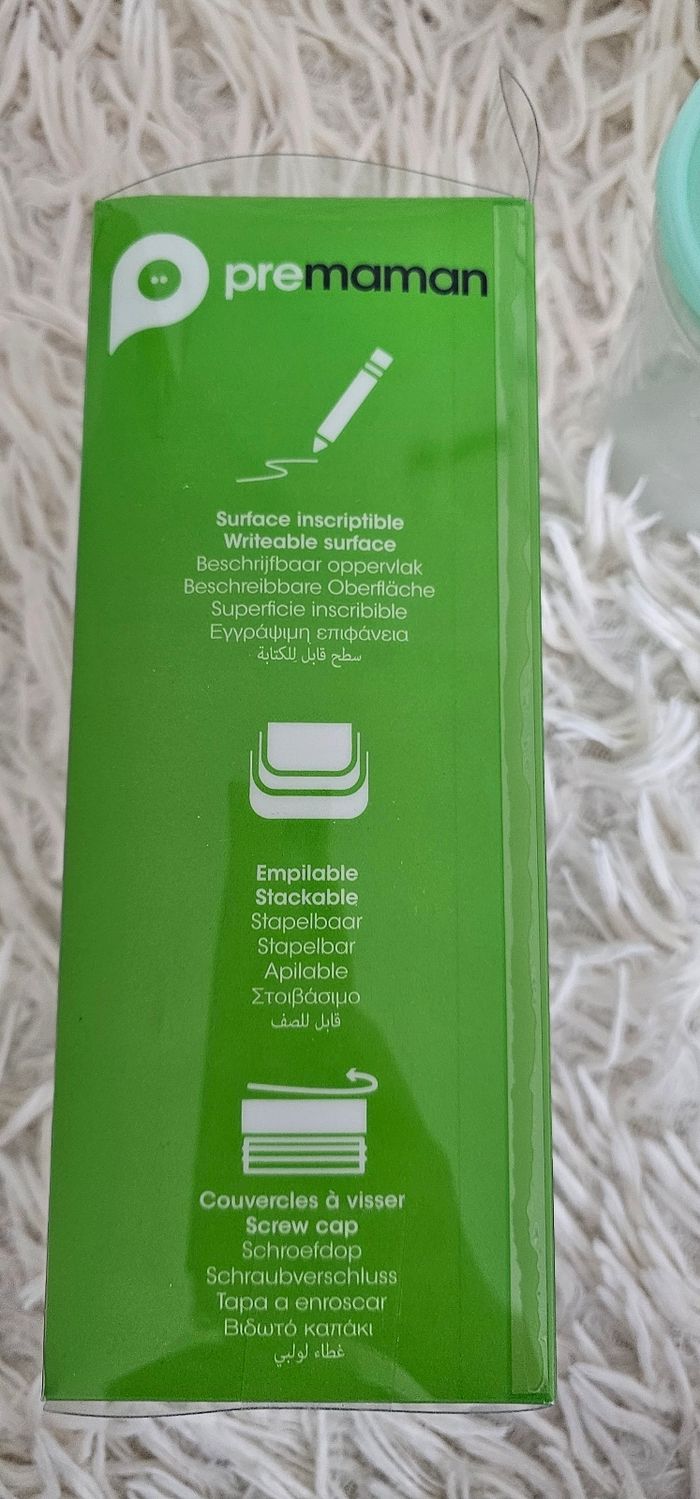 premaman
Surface inscriptible
Writeable surface
Beschrijfbaar oppervlak
Beschreibbare Oberfläche
Superficie inscribible
Εγγράψιμη επιφάνεια
سطح قابل للكتابة
Empilable
Stackable
Stapelbaar
Stapelbar
Apilable
Στοιβάσιμο
قابل للصف
Couvercles à visser
Screw cap
Schroefdop
Schraubverschluss
Tapa a enroscar
Βιδωτό καπάκι
غطاء لولبي